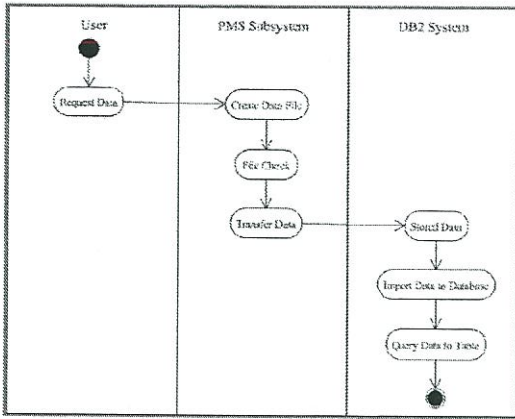 User
PMS Subsystem
DB2 System
Request Data
Create Data File
File Check
Transfer Data
Stored Data
Import Data to Database
Query Data to Table